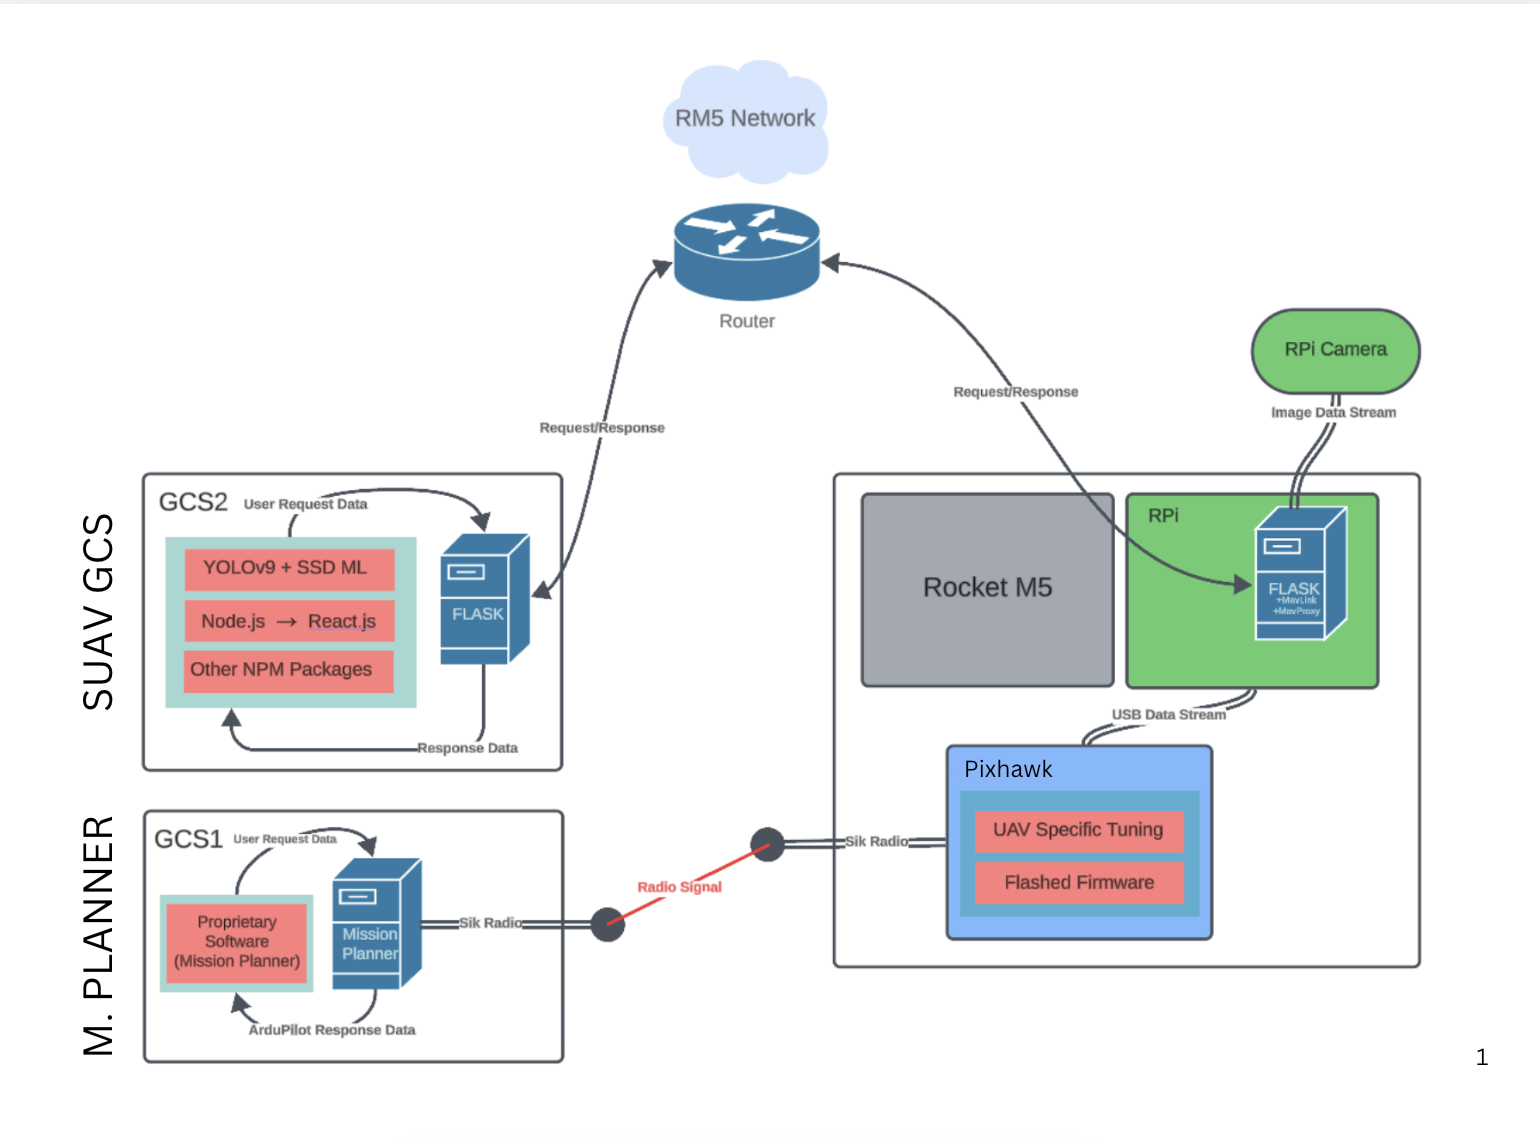 RM5 Network
Router
RPi Camera
Image Data Stream
Request/Response
Request/Response
SUAV GCS
GCS2
User Request Data
YOLOv9 + SSD ML
Node.js → React.js
Other NPM Packages
FLASK
Response Data
Rocket M5
RPi
FLASK
+MavLink
+MavProxy
USB Data Stream
Pixhawk
UAV Specific Tuning
Flashed Firmware
Sik Radio
Radio Signal
M. PLANNER
GCS1
User Request Data
Proprietary
Software
(Mission Planner)
Mission
Planner
Sik Radio
ArduPilot Response Data
1